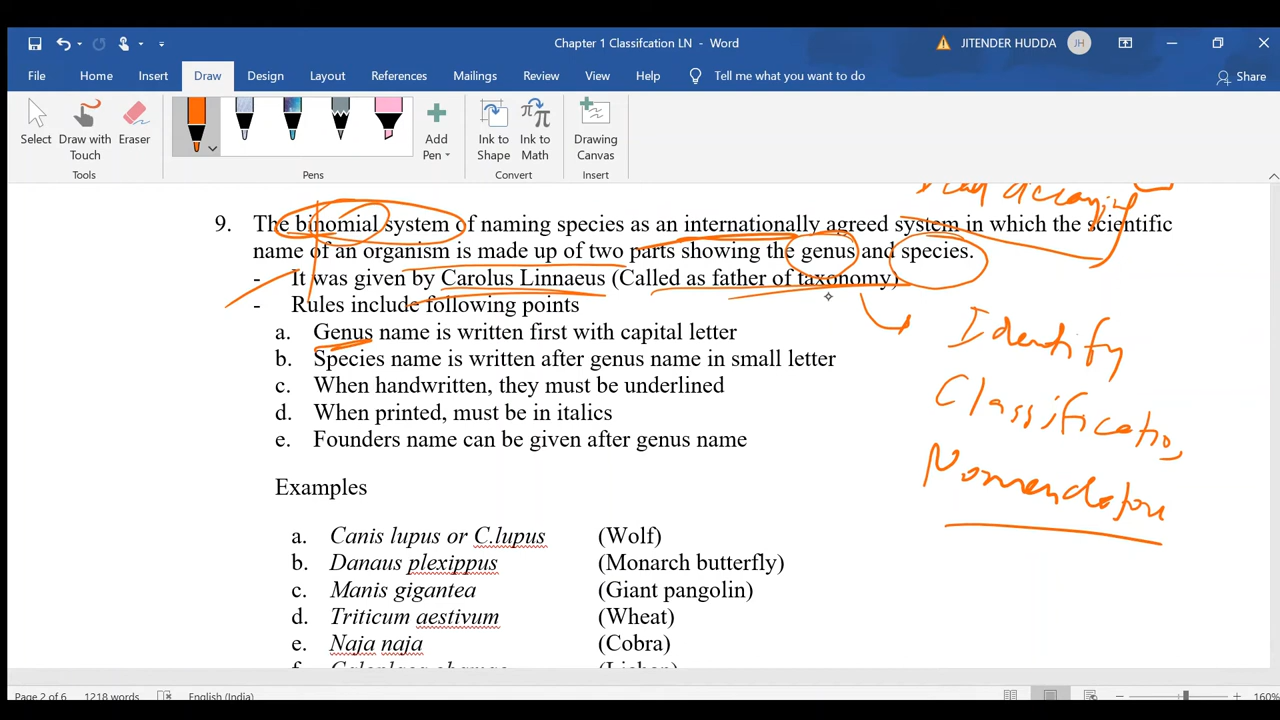 Chapter 1 Classifcation LN - Word
JITENDER HUDDA JH
File Home Insert Draw Design Layout References Mailings Review View Help Tell me what you want to do Share
Select Draw with Touch Eraser Add Pen Ink to Shape Ink to Math Drawing Canvas
Tools Pens Convert Insert
9. The binomial system of naming species as an internationally agreed system in which the scientific
name of an organism is made up of two parts showing the genus and species.
- It was given by Carolus Linnaeus (Called as father of taxonomy)
- Rules include following points
a. Genus name is written first with capital letter
Identify
b. Species name is written after genus name in small letter
c. When handwritten, they must be underlined
Classificatio,
d. When printed, must be in italics
e. Founders name can be given after genus name
Examples
a. Canis lupus or C.lupus (Wolf)
b. Danaus plexippus (Monarch butterfly)
c. Manis gigantea (Giant pangolin)
d. Triticum aestivum (Wheat)
e. Naja naja (Cobra)
Page 2 of 6 1218 words English (India) 160%